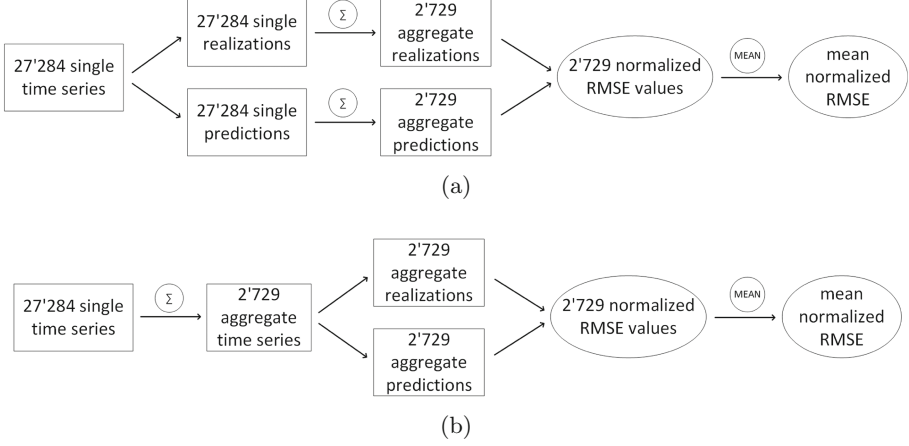 27'284 single
time series
27'284 single
realizations
Σ
2'729
aggregate
realizations
27'284 single
predictions
Σ
2'729
aggregate
predictions
2'729 normalized
RMSE values
MEAN
mean
normalized
RMSE
(a)
27'284 single
time series
Σ
2'729
aggregate
time series
2'729
aggregate
realizations
2'729
aggregate
predictions
2'729 normalized
RMSE values
MEAN
mean
normalized
RMSE
(b)